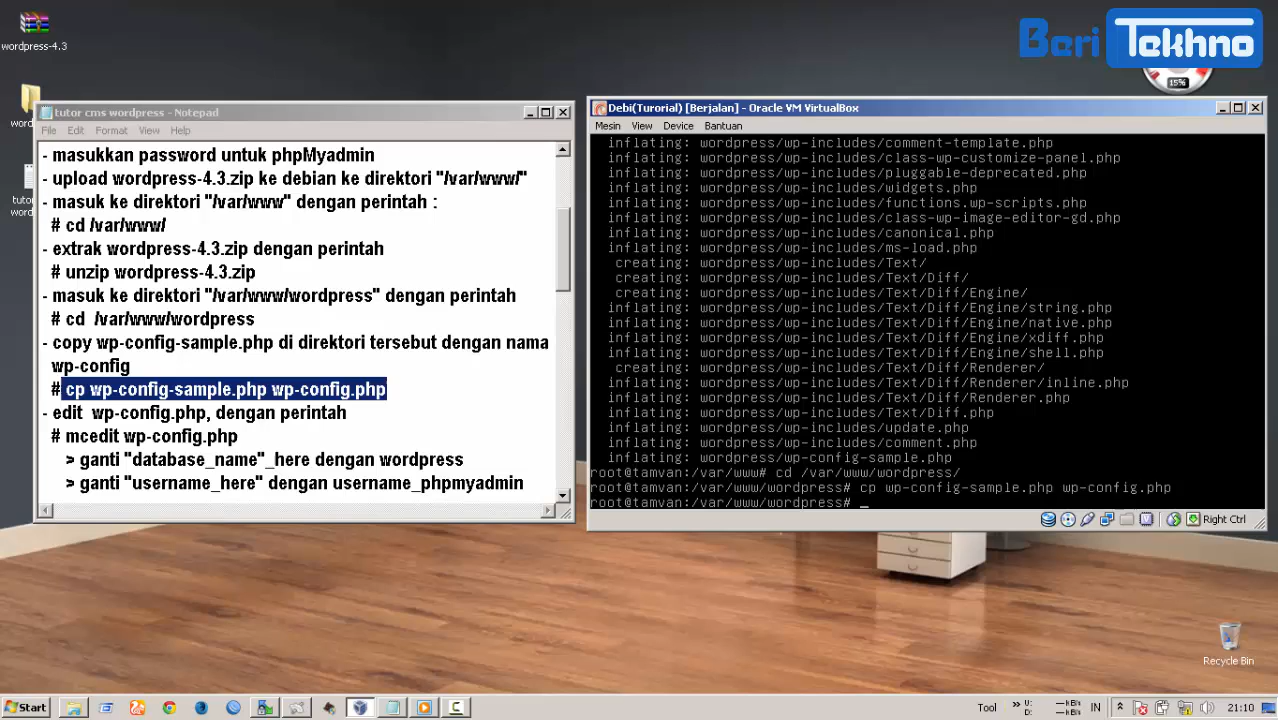 wordpress-4.3
Beri Tekhno
15%
tutor cms wordpress - Notepad
File Edit Format View Help
- masukkan password untuk phpMyadmin
- upload wordpress-4.3.zip ke debian ke direktori "/var/www/"
- masuk ke direktori "/var/www" dengan perintah :
# cd /var/www/
- extrak wordpress-4.3.zip dengan perintah
# unzip wordpress-4.3.zip
- masuk ke direktori "/var/www/wordpress" dengan perintah
# cd /var/www/wordpress
- copy wp-config-sample.php di direktori tersebut dengan nama
wp-config
# cp wp-config-sample.php wp-config.php
- edit wp-config.php, dengan perintah
# mcedit wp-config.php
> ganti "database_name"_here dengan wordpress
> ganti "username_here" dengan username_phpmyadmin
Debi(Turorial) [Berjalan] - Oracle VM VirtualBox
Mesin View Device Bantuan
inflating: wordpress/wp-includes/comment-template.php
inflating: wordpress/wp-includes/class-wp-customize-panel.php
inflating: wordpress/wp-includes/pluggable-deprecated.php
inflating: wordpress/wp-includes/widgets.php
inflating: wordpress/wp-includes/functions.wp-scripts.php
inflating: wordpress/wp-includes/class-wp-image-editor-gd.php
inflating: wordpress/wp-includes/canonical.php
inflating: wordpress/wp-includes/ms-load.php
creating: wordpress/wp-includes/Text/
creating: wordpress/wp-includes/Text/Diff/
creating: wordpress/wp-includes/Text/Diff/Engine/
inflating: wordpress/wp-includes/Text/Diff/Engine/string.php
inflating: wordpress/wp-includes/Text/Diff/Engine/native.php
inflating: wordpress/wp-includes/Text/Diff/Engine/xdiff.php
inflating: wordpress/wp-includes/Text/Diff/Engine/shell.php
creating: wordpress/wp-includes/Text/Diff/Renderer/
inflating: wordpress/wp-includes/Text/Diff/Renderer/inline.php
inflating: wordpress/wp-includes/Text/Diff/Renderer.php
inflating: wordpress/wp-includes/Text/Diff.php
inflating: wordpress/wp-includes/update.php
inflating: wordpress/wp-includes/comment.php
inflating: wordpress/wp-config-sample.php
root@tamvan:/var/www# cd /var/www/wordpress/
root@tamvan:/var/www/wordpress# cp wp-config-sample.php wp-config.php
root@tamvan:/var/www/wordpress# _
Right Ctrl
Recycle Bin
Start
Tool
U:
D:
kB/s
kB/s
IN
21:10